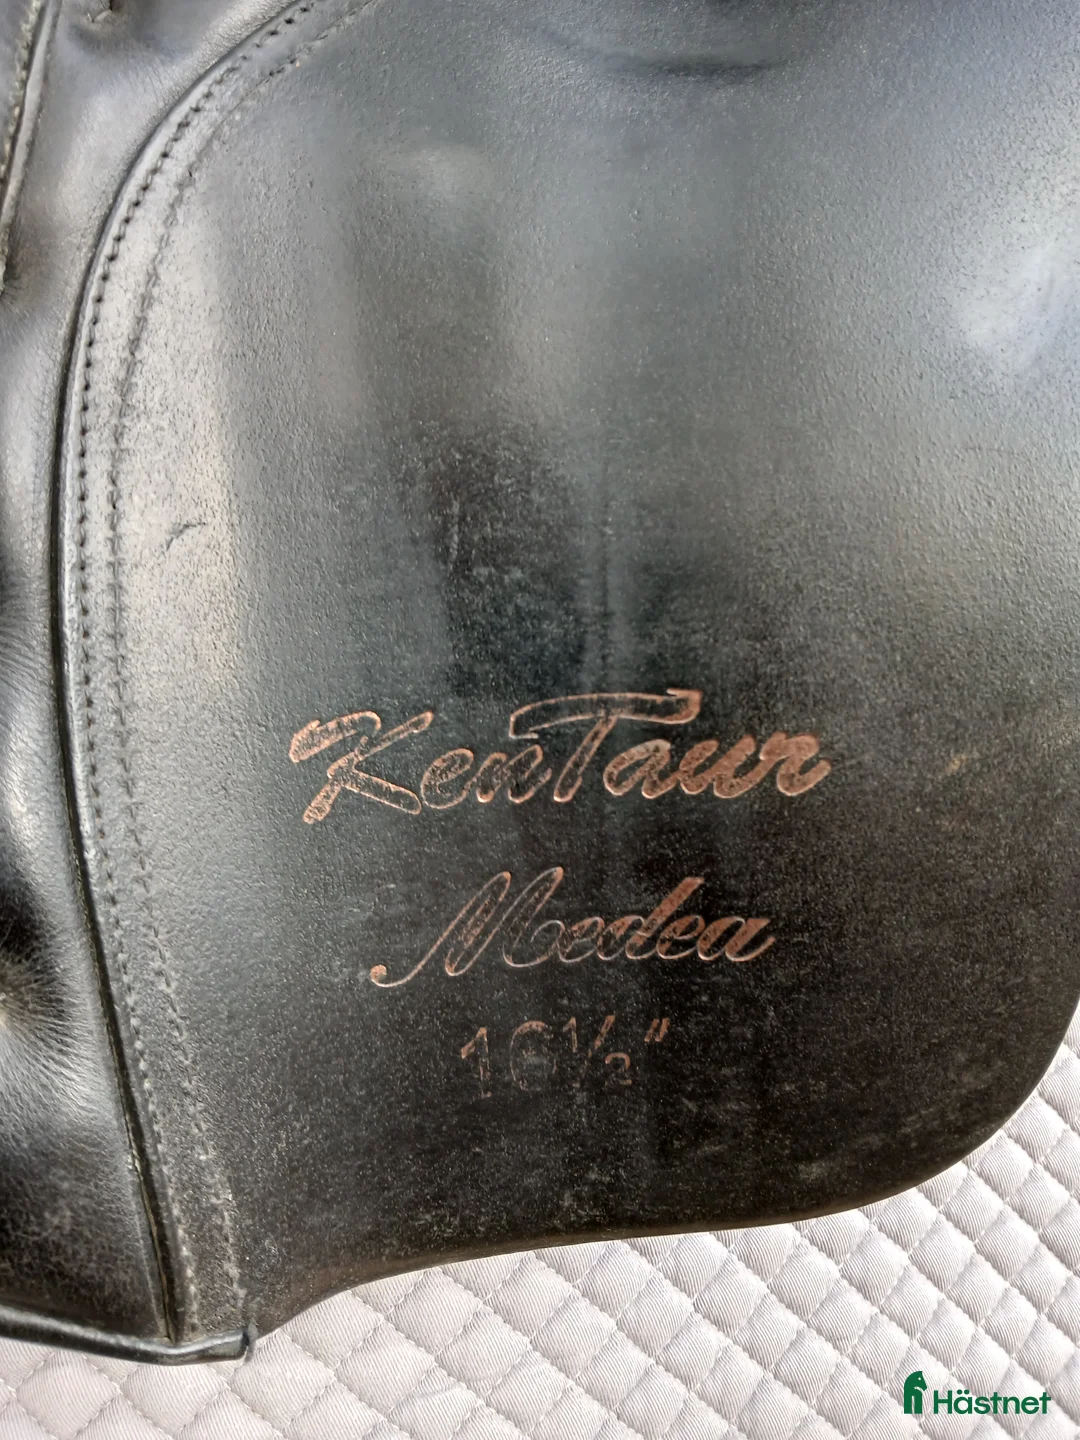 KenTaur
Medea
16½"
Hästnet